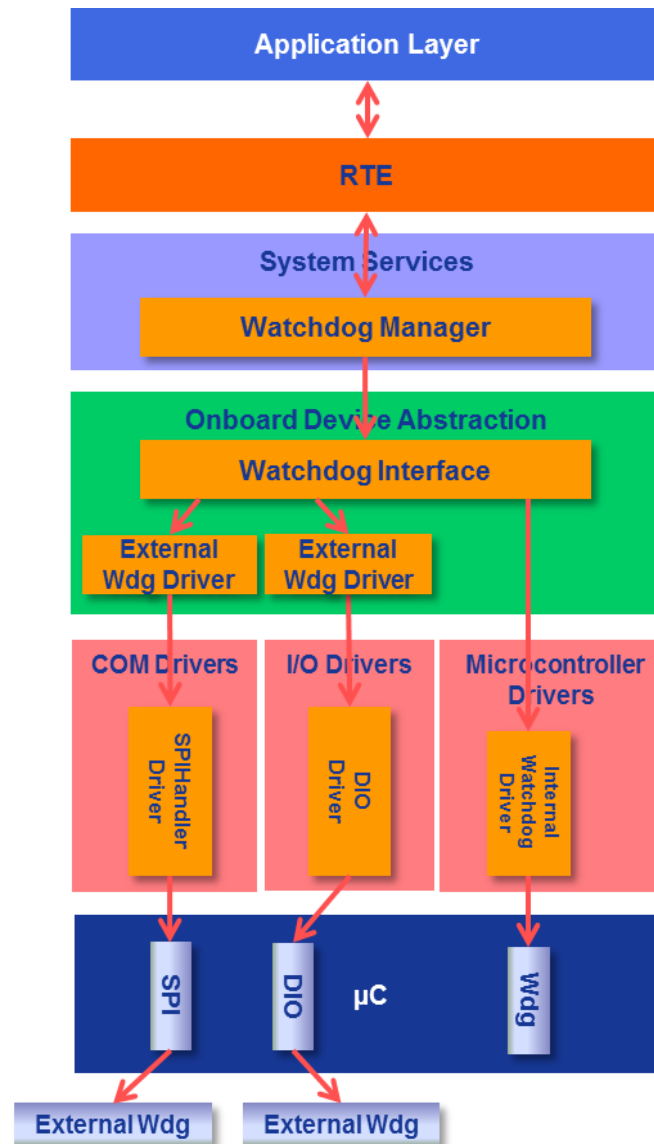 Application Layer
RTE
System Services
Watchdog Manager
Onboard Device Abstraction
Watchdog Interface
External
Wdg Driver
External
Wdg Driver
COM Drivers
I/O Drivers
Microcontroller
Drivers
SPIHandler
Driver
DIO
Driver
Internal
Watchdog
Driver
SPI
DIO
µC
Wdg
External Wdg
External Wdg